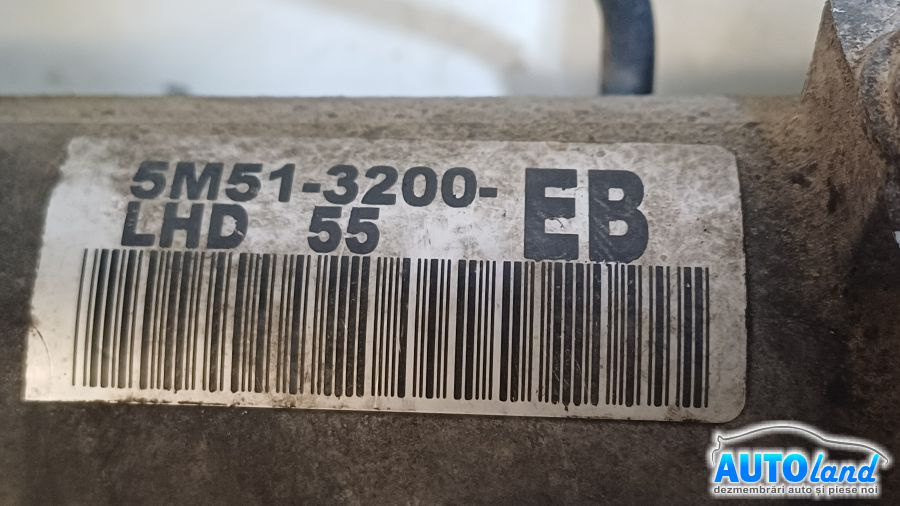 5M51-3200- EB
LHD 55
AUTOland
dezmembrări auto și piese noi